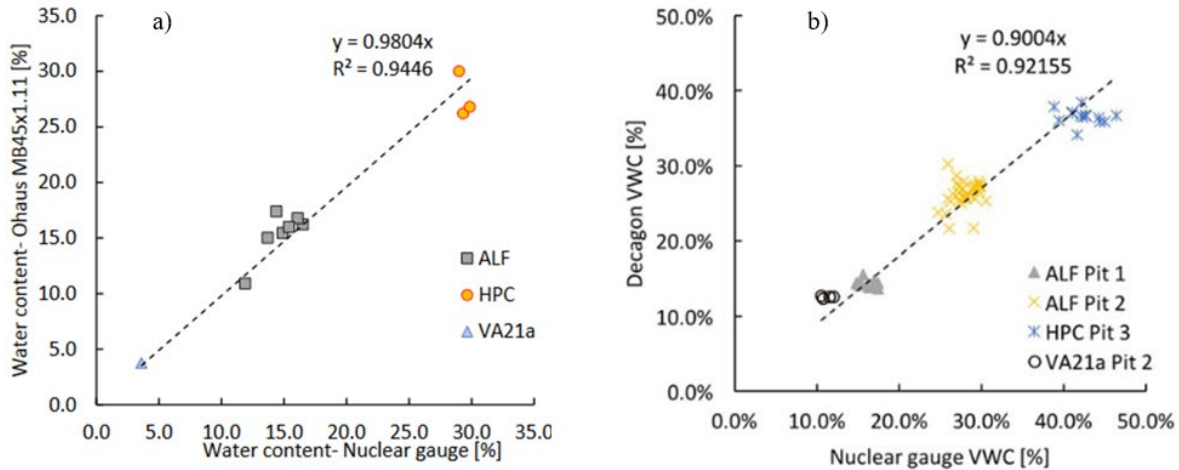 a)
y = 0.9804x
R² = 0.9446
Water content- Ohaus MB45x1.11 [%]
35.0
30.0
25.0
20.0
15.0
10.0
5.0
0.0
ALF
HPC
VA21a
0.0 5.0 10.0 15.0 20.0 25.0 30.0 35.0
Water content- Nuclear gauge [%]
b)
y = 0.9004x
R² = 0.92155
Decagon VWC [%]
50.0%
40.0%
30.0%
20.0%
10.0%
0.0%
ALF Pit 1
ALF Pit 2
HPC Pit 3
VA21a Pit 2
0.0% 10.0% 20.0% 30.0% 40.0% 50.0%
Nuclear gauge VWC [%]